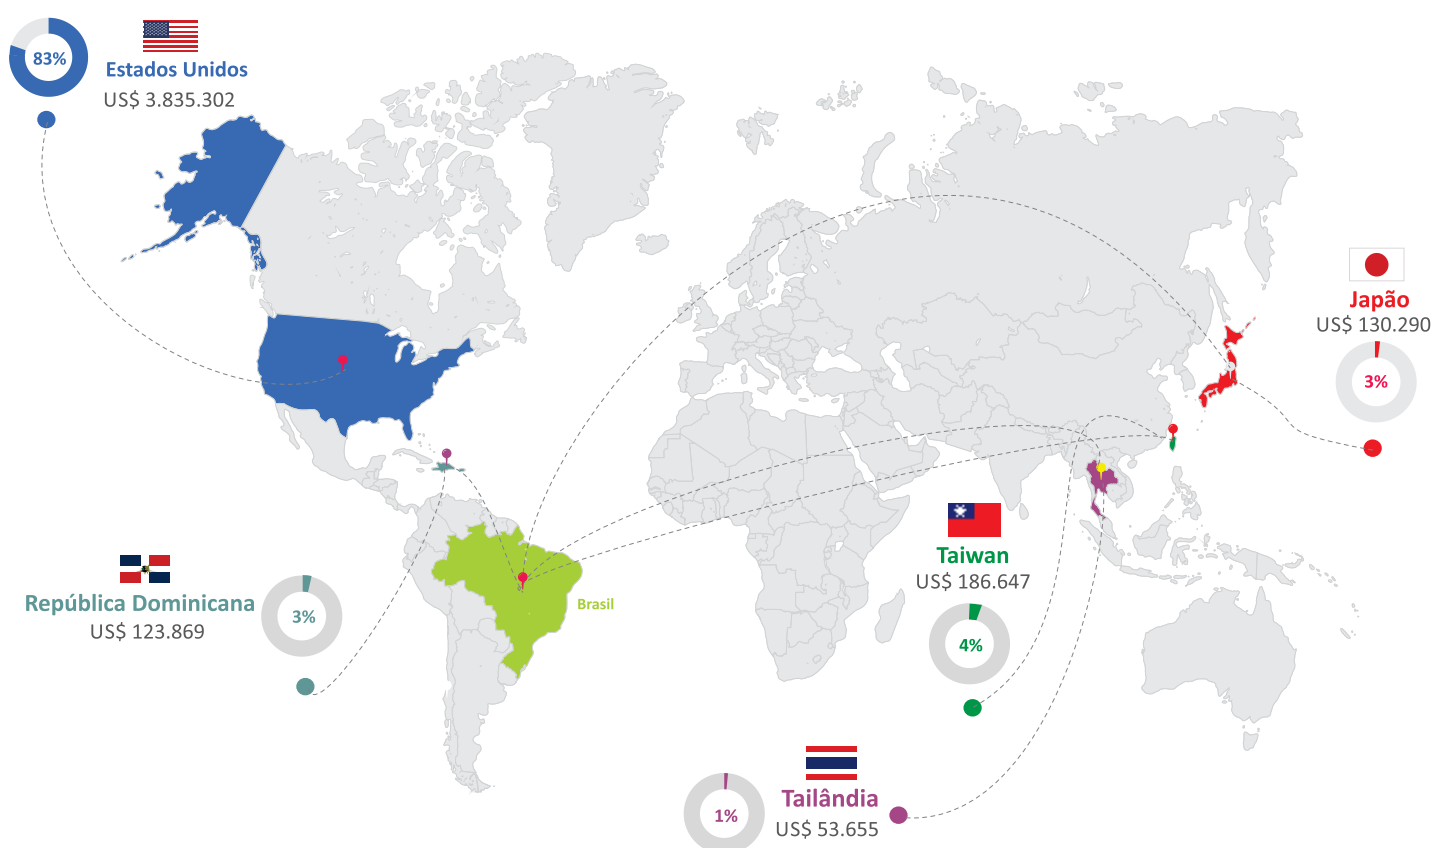 83%
Estados Unidos
US$ 3.835.302
Japão
US$ 130.290
3%
República Dominicana
US$ 123.869
3%
Brasil
Taiwan
US$ 186.647
4%
Tailândia
US$ 53.655
1%